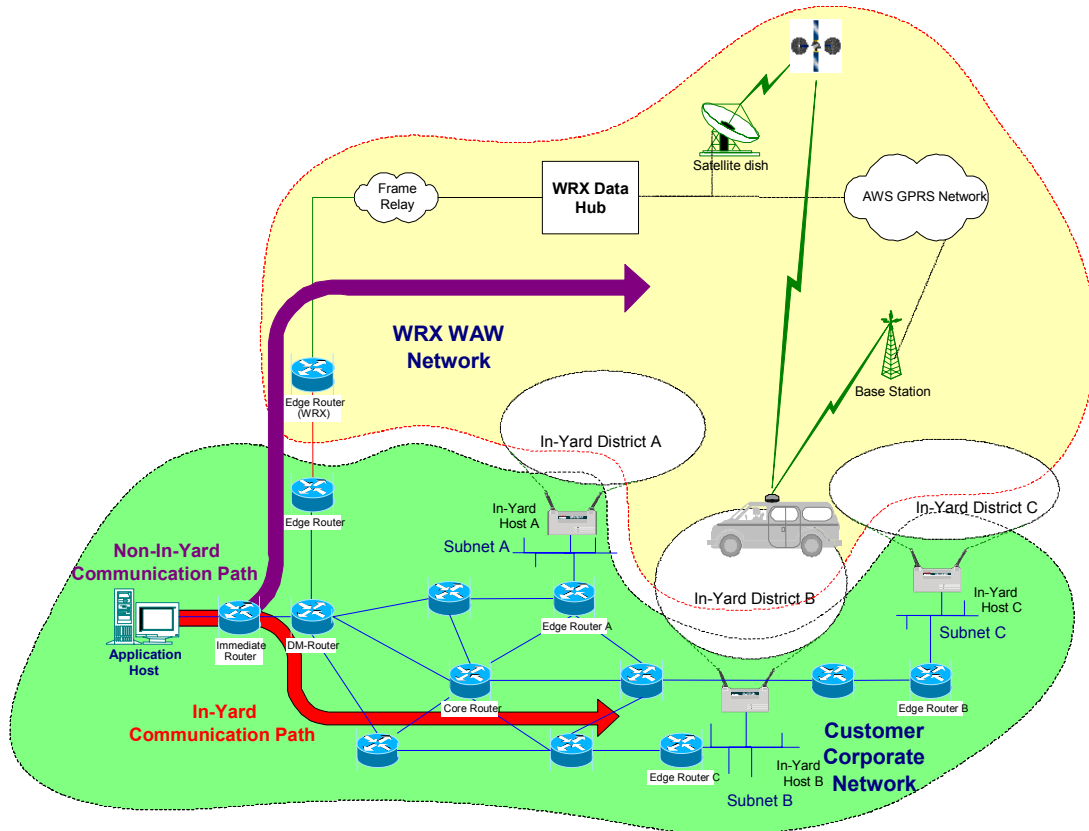 Satellite dish
Frame
Relay
WRX Data
Hub
AWS GPRS Network
WRX WAW
Network
Base Station
Edge Router
(WRX)
In-Yard District A
In-Yard District C
Edge Router
In-Yard
Host A
Subnet A
Non-In-Yard
Communication Path
In-Yard District B
In-Yard
Host C
Subnet C
Edge Router A
Immediate
Router
DM-Router
Application
Host
Core Router
Edge Router B
In-Yard
Communication Path
Customer
Corporate
Network
Edge Router C
In-Yard
Host B
Subnet B